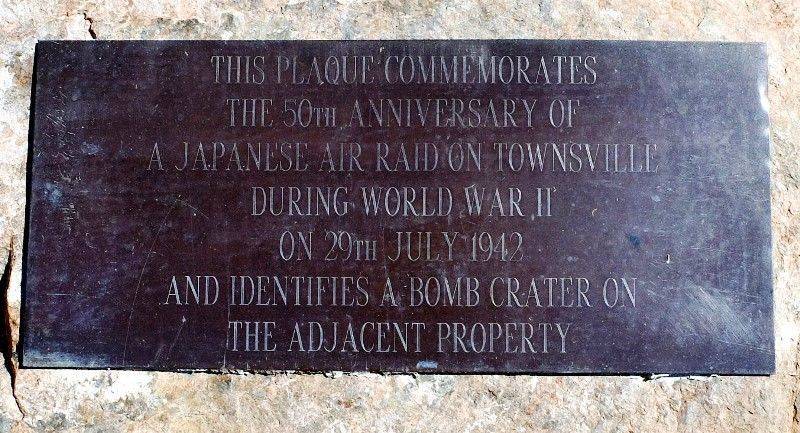 THIS PLAQUE COMMEMORATES
THE 50TH ANNIVERSARY OF
A JAPANESE AIR RAID ON TOWNSVILLE
DURING WORLD WAR II
ON 29TH JULY 1942
AND IDENTIFIES A BOMB CRATER ON
THE ADJACENT PROPERTY